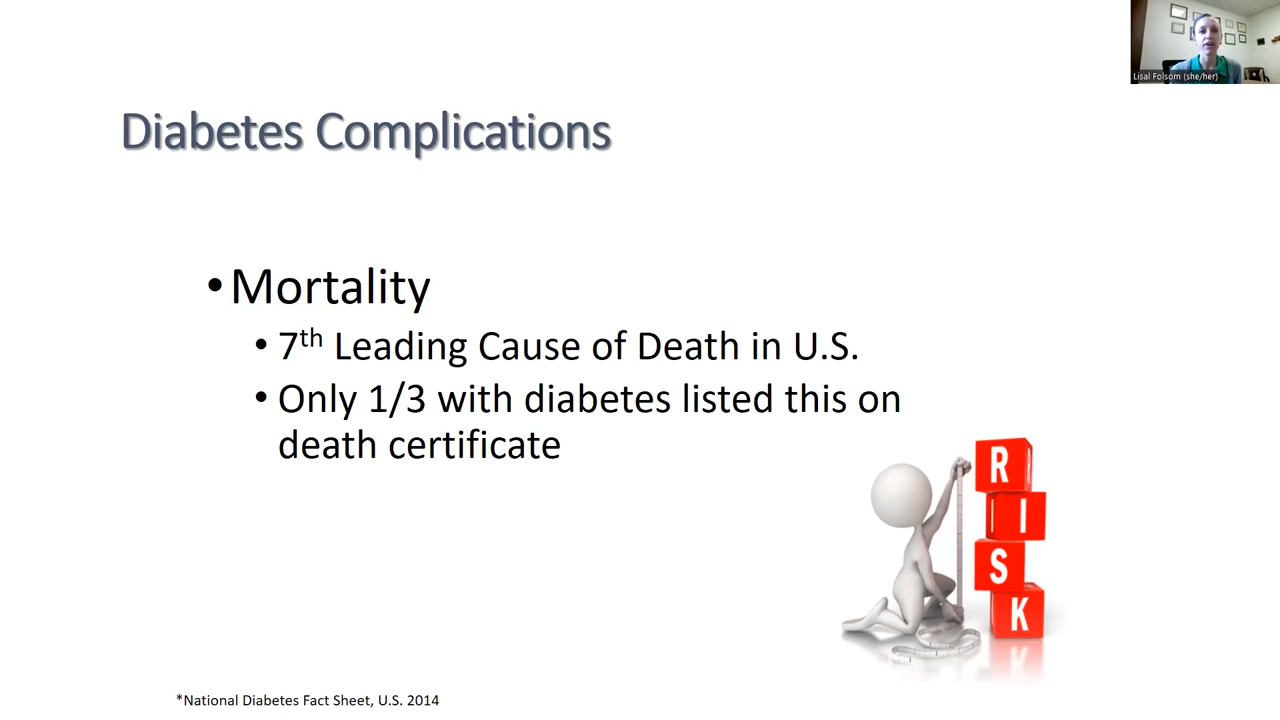 Lisal Folsom (she/her)
Diabetes Complications
•Mortality
• 7th Leading Cause of Death in U.S.
• Only 1/3 with diabetes listed this on
death certificate
R
I
S
K
*National Diabetes Fact Sheet, U.S. 2014